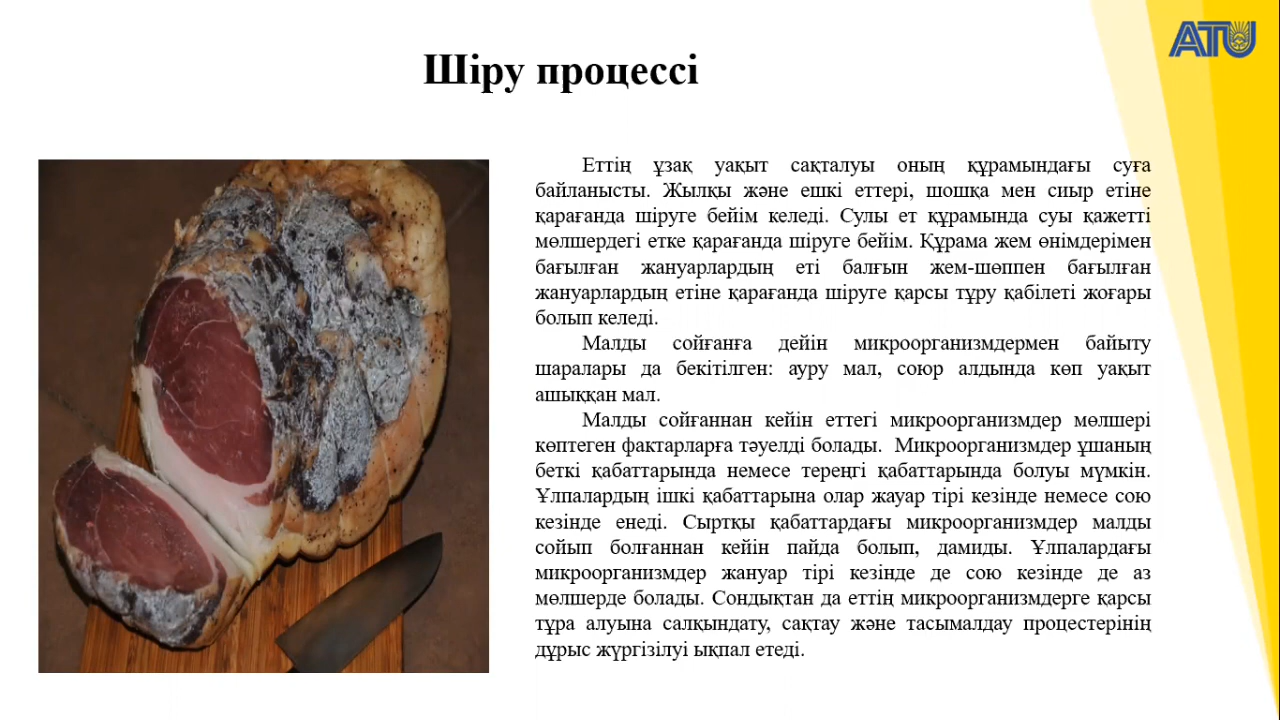 ATU
Шіру процессі
Еттің ұзақ уақыт сақталуы оның құрамындағы суға
байланысты. Жылқы және ешкі еттері, шошқа мен сиыр етіне
қарағанда шіруге бейім келеді. Сулы ет құрамында суы қажетті
мөлшердегі етке қарағанда шіруге бейім. Құрама жем өнімдерімен
бағылған жануарлардың еті балғын жем-шөппен бағылған
жануарлардың етіне қарағанда шіруге қарсы тұру қабілеті жоғары
болып келеді.
Малды сойғанға дейін микроорганизмдермен байыту
шаралары да бекітілген: ауру мал, союр алдында көп уақыт
ашыққан мал.
Малды сойғаннан кейін еттегі микроорганизмдер мөлшері
көптеген фактарларға тәуелді болады. Микроорганизмдер ұшаның
беткі қабаттарында немесе тереңгі қабаттарында болуы мүмкін.
Ұлпалардың ішкі қабаттарына олар жауар тірі кезінде немесе сою
кезінде енеді. Сыртқы қабаттардағы микроорганизмдер малды
сойып болғаннан кейін пайда болып, дамиды. Ұлпалардағы
микроорганизмдер жануар тірі кезінде де сою кезінде де аз
мөлшерде болады. Сондықтан да еттің микроорганизмдерге қарсы
тұра алуына салқындату, сақтау және тасымалдау процестерінің
дұрыс жүргізілуі ықпал етеді.